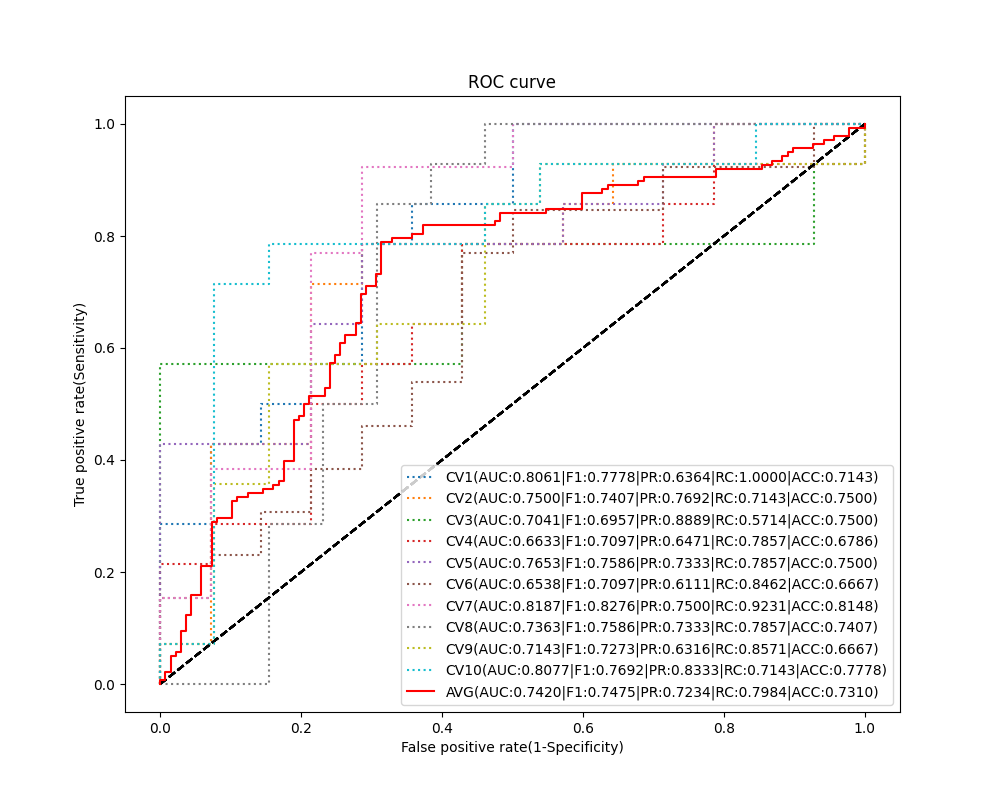 ROC curve
True positive rate(Sensitivity)
1.0
0.8
0.6
0.4
0.2
0.0
CV1(AUC:0.8061|F1:0.7778|PR:0.6364|RC:1.0000|ACC:0.7143)
CV2(AUC:0.7500|F1:0.7407|PR:0.7692|RC:0.7143|ACC:0.7500)
CV3(AUC:0.7041|F1:0.6957|PR:0.8889|RC:0.5714|ACC:0.7500)
CV4(AUC:0.6633|F1:0.7097|PR:0.6471|RC:0.7857|ACC:0.6786)
CV5(AUC:0.7653|F1:0.7586|PR:0.7333|RC:0.7857|ACC:0.7500)
CV6(AUC:0.6538|F1:0.7097|PR:0.6111|RC:0.8462|ACC:0.6667)
CV7(AUC:0.8187|F1:0.8276|PR:0.7500|RC:0.9231|ACC:0.8148)
CV8(AUC:0.7363|F1:0.7586|PR:0.7333|RC:0.7857|ACC:0.7407)
CV9(AUC:0.7143|F1:0.7273|PR:0.6316|RC:0.8571|ACC:0.6667)
CV10(AUC:0.8077|F1:0.7692|PR:0.8333|RC:0.7143|ACC:0.7778)
AVG(AUC:0.7420|F1:0.7475|PR:0.7234|RC:0.7984|ACC:0.7310)
0.0
0.2
0.4
0.6
0.8
1.0
False positive rate(1-Specificity)